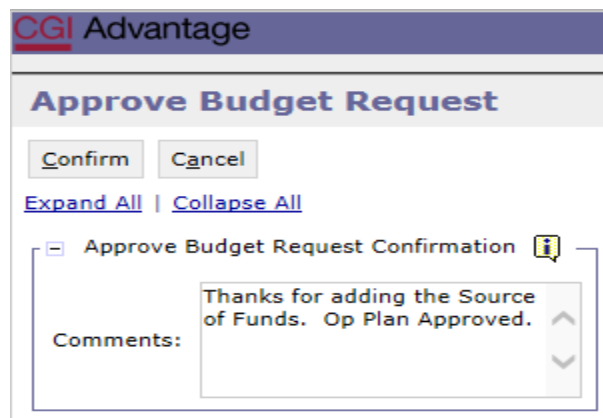 CGI Advantage
Approve Budget Request
Confirm Cancel
Expand All | Collapse All
Approve Budget Request Confirmation
Thanks for adding the Source
of Funds.  Op Plan Approved.
Comments: